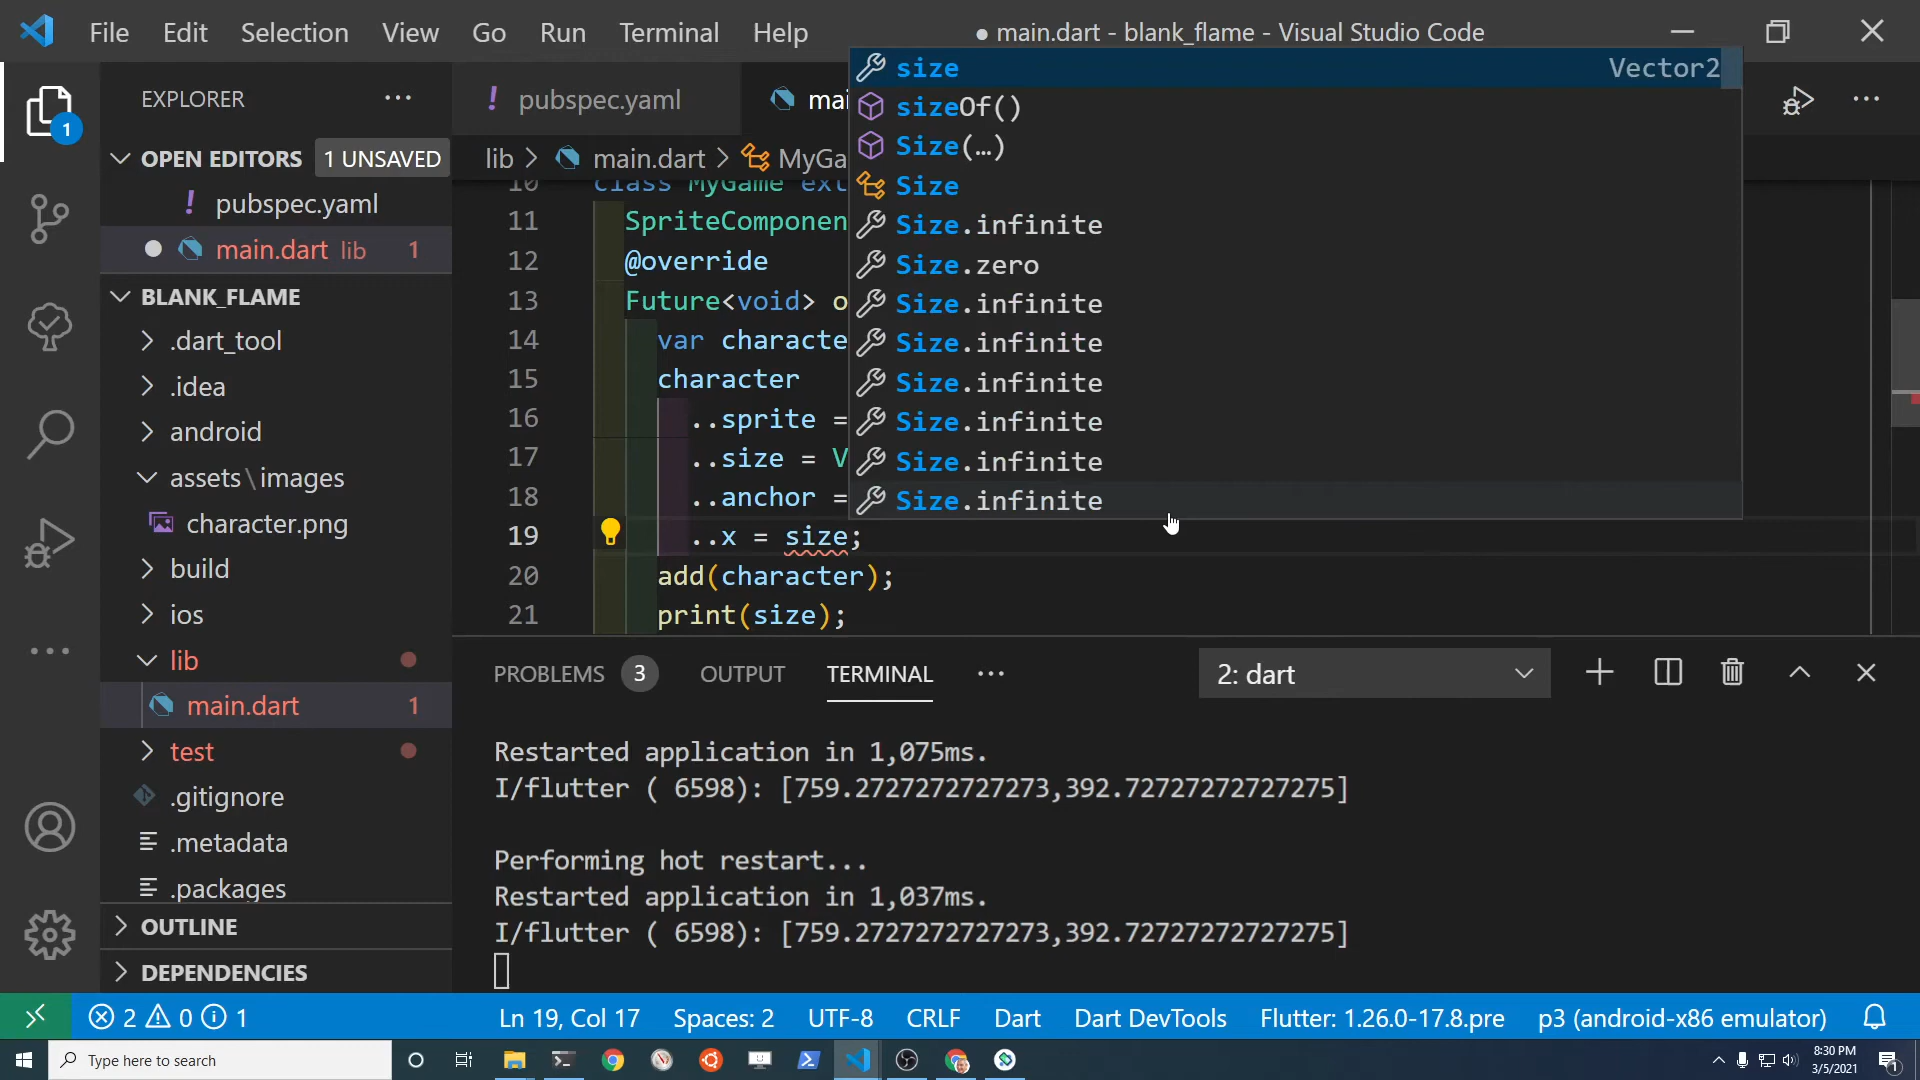 File Edit Selection View Go Run Terminal Help
● main.dart - blank_flame - Visual Studio Code
EXPLORER
OPEN EDITORS 1 UNSAVED
! pubspec.yaml
main.dart lib 1
BLANK_FLAME
.dart_tool
.idea
android
assets\images
character.png
build
ios
lib
main.dart 1
test
.gitignore
.metadata
.packages
OUTLINE
DEPENDENCIES
1
! pubspec.yaml
lib > main.dart > MyGa
10 class MyGame ext
11 SpriteComponen
12 @override
13 Future<void> o
14 var characte
15 character
16 ..sprite =
17 ..size = V
18 ..anchor =
19 ..x = size;
20 add(character);
21 print(size);
size Vector2
sizeOf()
Size(…)
Size
Size.infinite
Size.zero
Size.infinite
Size.infinite
Size.infinite
Size.infinite
Size.infinite
Size.infinite
PROBLEMS 3 OUTPUT TERMINAL ···
2: dart
Restarted application in 1,075ms.
I/flutter ( 6598): [759.2727272727273,392.72727272727275]
Performing hot restart...
Restarted application in 1,037ms.
I/flutter ( 6598): [759.2727272727273,392.72727272727275]
2 0 1
Ln 19, Col 17 Spaces: 2 UTF-8 CRLF Dart Dart DevTools Flutter: 1.26.0-17.8.pre p3 (android-x86 emulator)
Type here to search
8:30 PM
3/5/2021
1